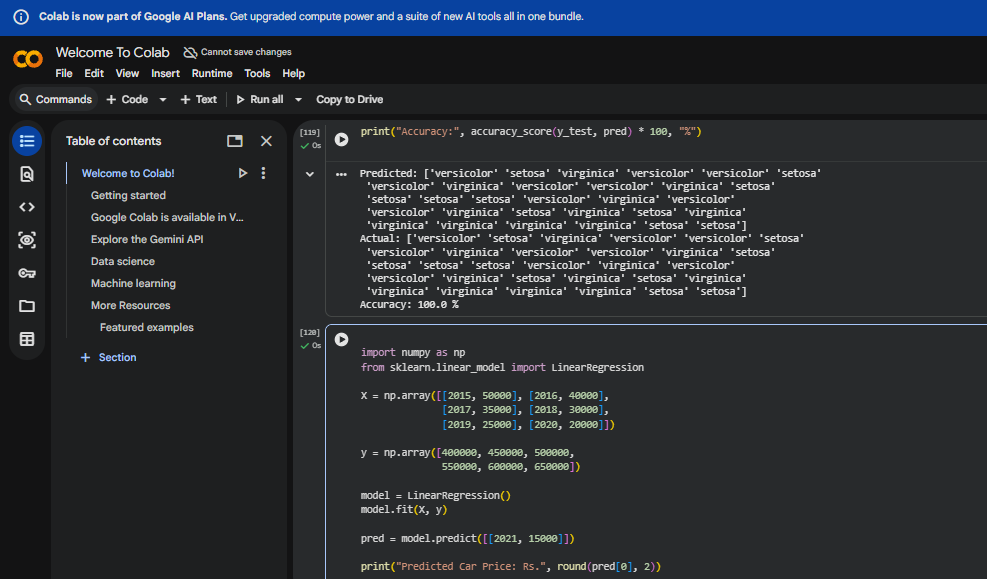 Colab is now part of Google AI Plans. Get upgraded compute power and a suite of new AI tools all in one bundle.
Welcome To Colab Cannot save changes
File Edit View Insert Runtime Tools Help
Commands + Code + Text Run all Copy to Drive
Table of contents
Welcome to Colab!
Getting started
Google Colab is available in V...
Explore the Gemini API
Data science
Machine learning
More Resources
Featured examples
+ Section
[119]
0s
print("Accuracy:", accuracy_score(y_test, pred) * 100, "%")
Predicted: ['versicolor' 'setosa' 'virginica' 'versicolor' 'versicolor' 'setosa'
'versicolor' 'virginica' 'versicolor' 'versicolor' 'virginica' 'setosa'
'setosa' 'setosa' 'setosa' 'versicolor' 'virginica' 'versicolor'
'versicolor' 'virginica' 'setosa' 'virginica' 'setosa' 'virginica'
'virginica' 'virginica' 'virginica' 'virginica' 'setosa' 'setosa']
Actual: ['versicolor' 'setosa' 'virginica' 'versicolor' 'versicolor' 'setosa'
'versicolor' 'virginica' 'versicolor' 'versicolor' 'virginica' 'setosa'
'setosa' 'setosa' 'setosa' 'versicolor' 'virginica' 'versicolor'
'versicolor' 'virginica' 'setosa' 'virginica' 'setosa' 'virginica'
'virginica' 'virginica' 'virginica' 'virginica' 'setosa' 'setosa']
Accuracy: 100.0 %
[120]
0s
import numpy as np
from sklearn.linear_model import LinearRegression
X = np.array([[2015, 50000], [2016, 40000],
[2017, 35000], [2018, 30000],
[2019, 25000], [2020, 20000]])
y = np.array([400000, 450000, 500000,
550000, 600000, 650000])
model = LinearRegression()
model.fit(X, y)
pred = model.predict([[2021, 15000]])
print("Predicted Car Price: Rs.", round(pred[0], 2))